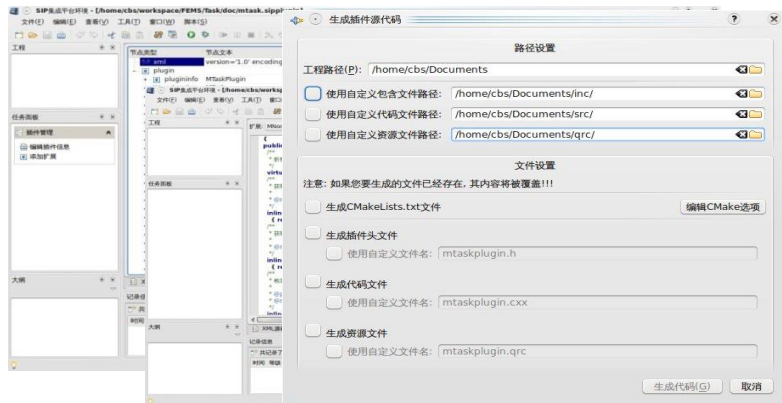 SIP集成平台环境 - [/home/cbs/workspace/FEMS/Task/doc/mtask.sippl
文件(F) 编辑(E) 查看(V) 工具(T) 窗口(W) 脚本(S)
工程
节点类型 节点文本
xml version='1.0' encoding
plugin
plugininfo MTaskPlugin
SIP集成平台环境 - [/home/cbs/works
文件(F) 编辑(E) 查看(V) 工具(T) 窗口
工程
任务面板
插件管理
编辑插件信息
添加扩展
任务面板
{
public
/**
virtu
/**
inline
{ re
/**
inline
{ re
/**
inline
大纲
大纲
记录信
时间
XML源
记录信息
共记录了
时间 等级
生成插件源代码
路径设置
工程路径(P): /home/cbs/Documents
使用自定义包含文件路径: /home/cbs/Documents/inc/
使用自定义代码文件路径: /home/cbs/Documents/src/
使用自定义资源文件路径: /home/cbs/Documents/qrc/
文件设置
注意: 如果您要生成的文件已经存在, 其内容将被覆盖!!!
生成CMakeLists.txt文件 编辑CMake选项
生成插件头文件
使用自定义文件名: mtaskplugin.h
生成代码文件
使用自定义文件名: mtaskplugin.cxx
生成资源文件
使用自定义文件名: mtaskplugin.qrc
生成代码(G) 取消